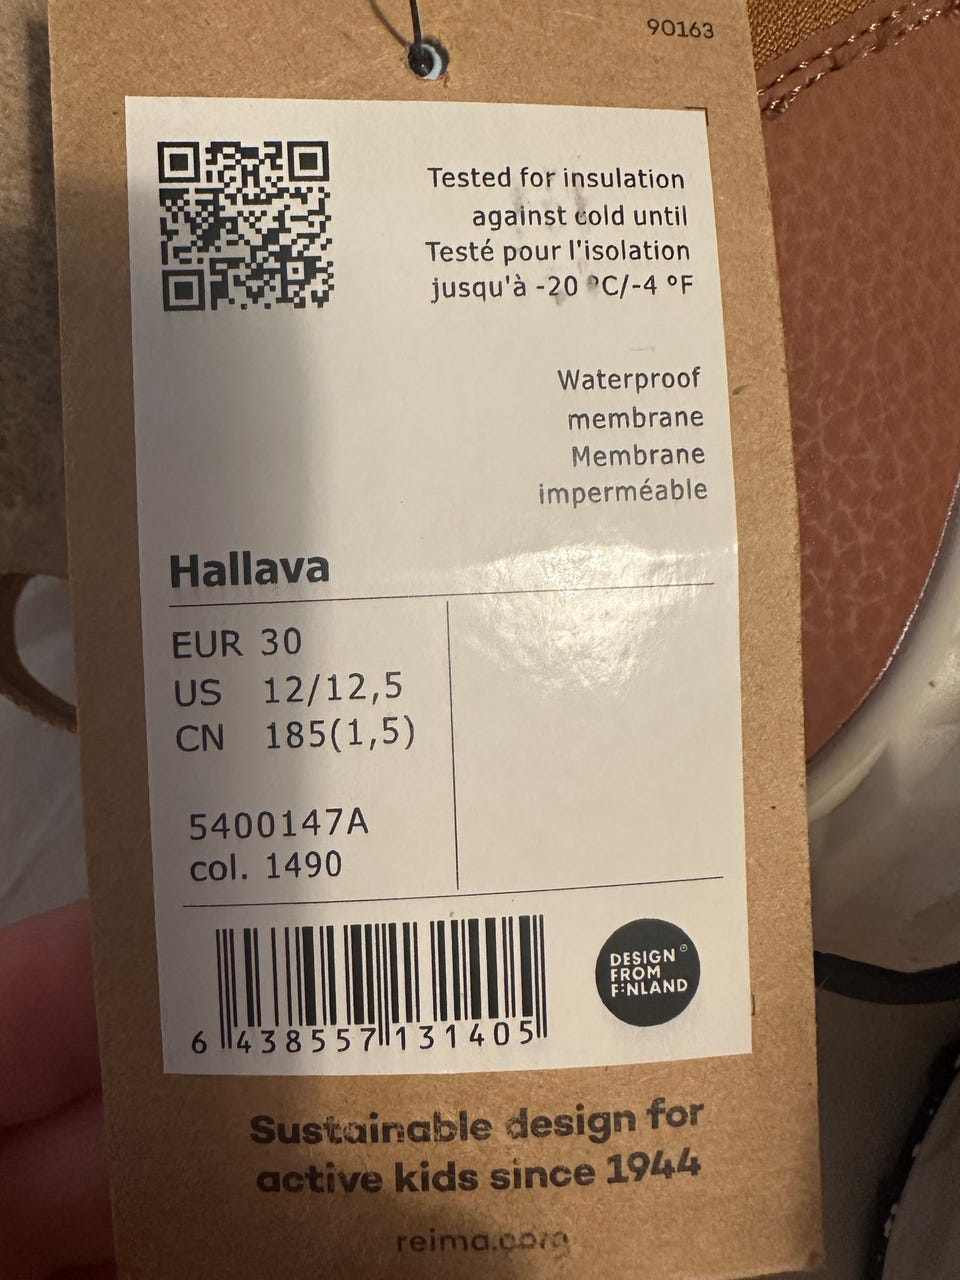 90163
Tested for insulation
against cold until
Testé pour l'isolation
jusqu'à -20 °C/-4 °F
Waterproof
membrane
Membrane
imperméable
Hallava
EUR 30
US 12/12,5
CN 185(1,5)
5400147A
col. 1490
6 438557 131405
DESIGN
FROM
FINLAND
Sustainable design for
active kids since 1944